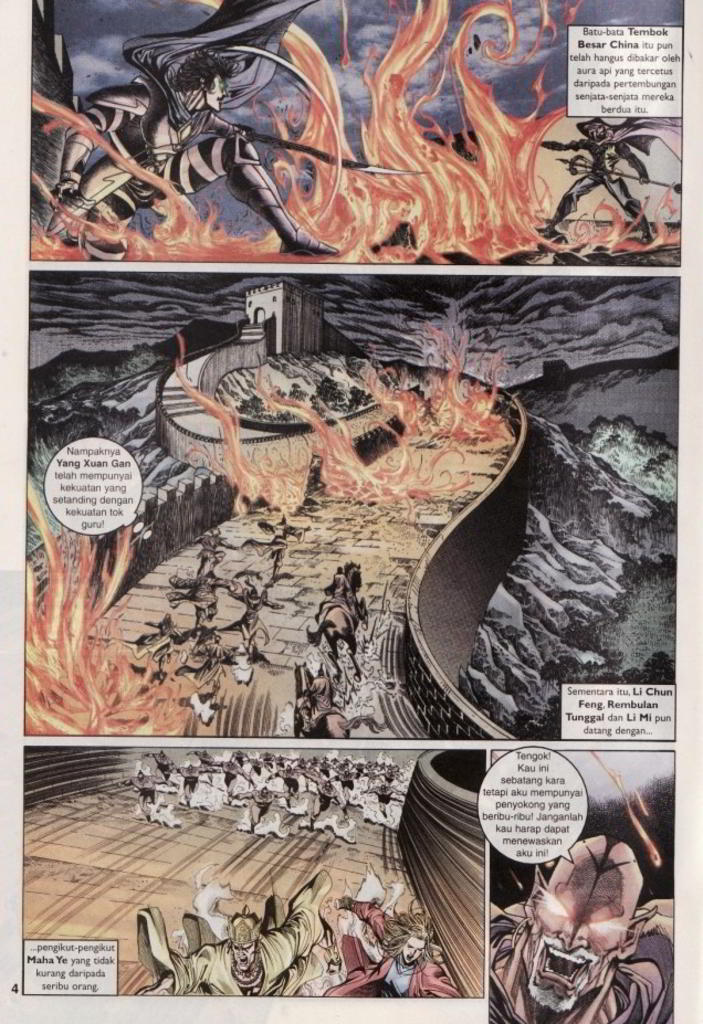 Batu-bata Tembok
Besar China itu pun
telah hangus dibakar oleh
aura api yang tercetus
daripada pertembungan
senjata-senjata mereka
berdua itu.
Nampaknya
Yang Xuan Gan
telah mempunyai
kekuatan yang
setanding dengan
kekuatan tok
guru!
Sementara itu, Li Chun
Feng, Rembulan
Tunggal dan Li Mi pun
datang dengan...
...pengikut-pengikut
Maha Ye yang tidak
kurang daripada
seribu orang.
Tengok!
Kau ini
sebatang kara
tetapi aku mempunyai
penyokong yang
beribu-ribu! Janganlah
kau harap dapat
menewaskan
aku ini!
4